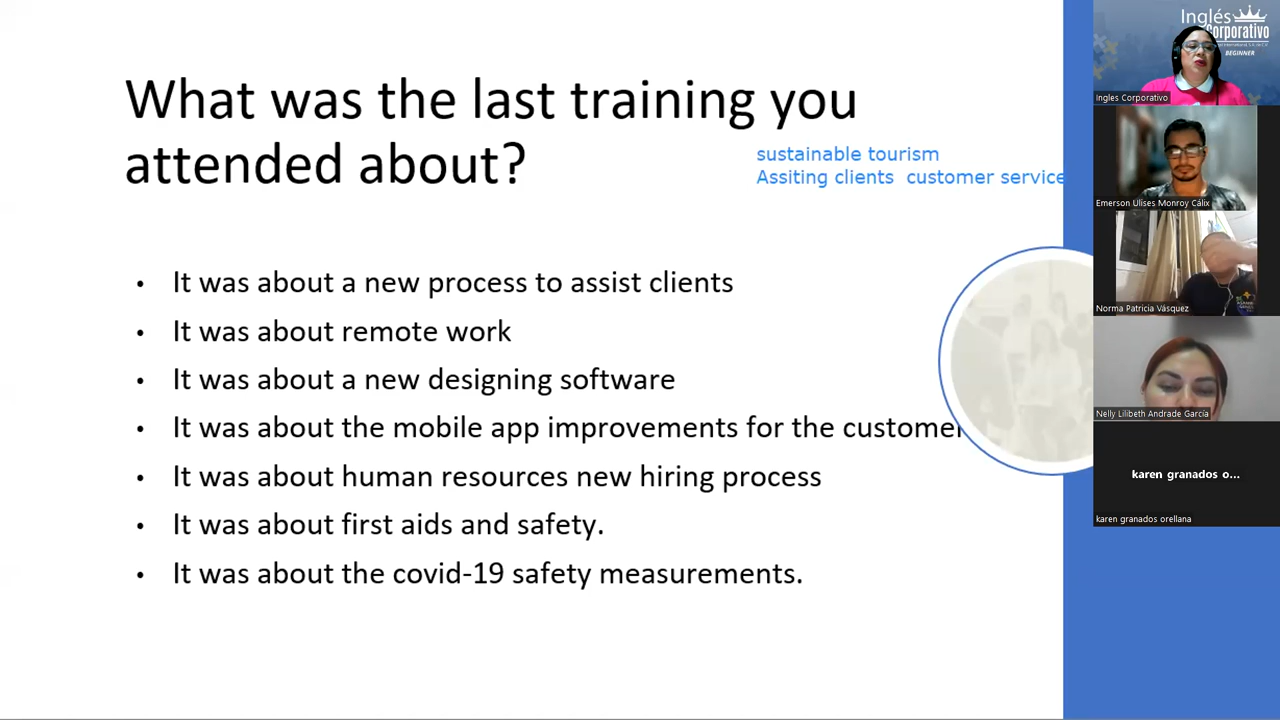 What was the last training you
attended about?
sustainable tourism
Assiting clients  customer service
• It was about a new process to assist clients
• It was about remote work
• It was about a new designing software
• It was about the mobile app improvements for the customer
• It was about human resources new hiring process
• It was about first aids and safety.
• It was about the covid-19 safety measurements.
Inglés
Corporativo
BEGINNER
Ingles Corporativo
Emerson Ulises Monroy Cálix
Norma Patricia Vásquez
Nelly Lilibeth Andrade García
karen granados o...
karen granados orellana